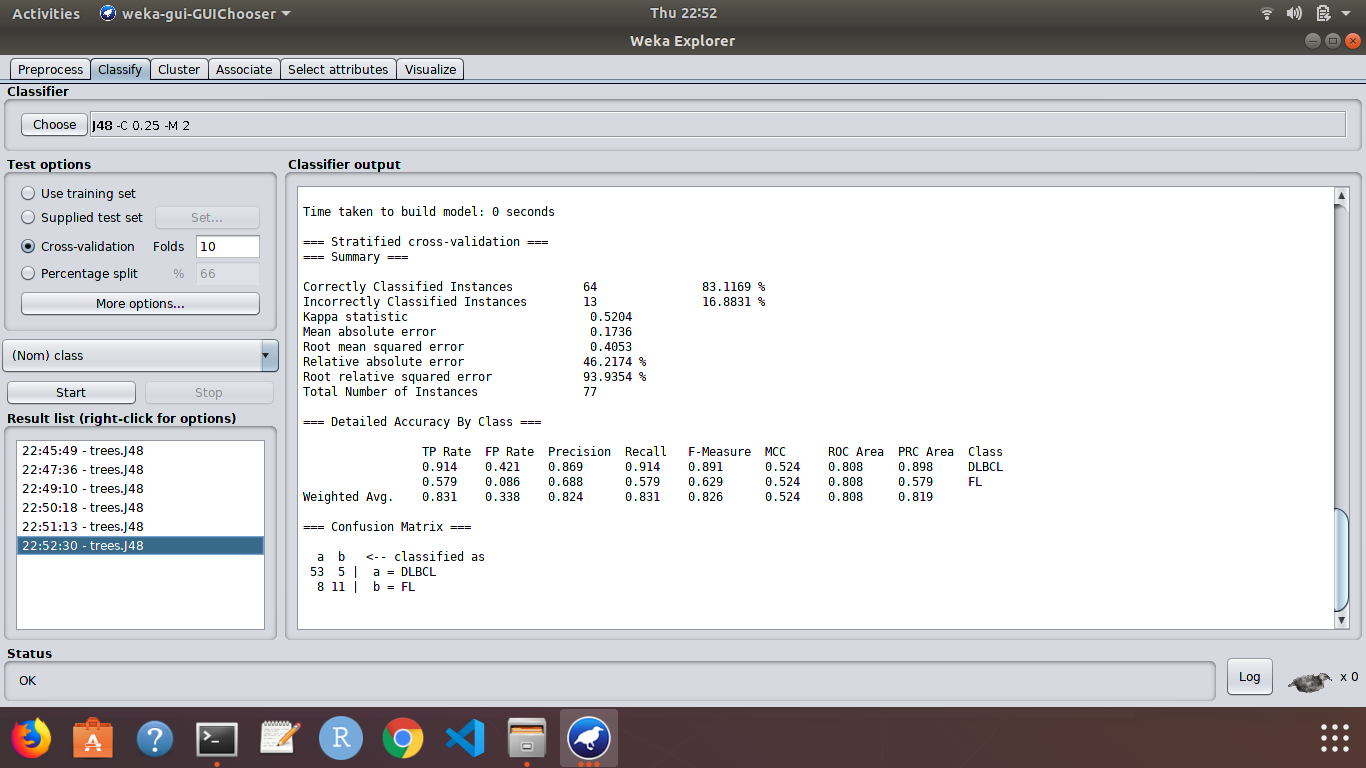 Activities weka-gui-GUIChooser Thu 22:52
Weka Explorer
Preprocess Classify Cluster Associate Select attributes Visualize
Classifier
Choose J48 -C 0.25 -M 2
Test options
Use training set
Supplied test set Set...
Cross-validation Folds 10
Percentage split % 66
More options...
(Nom) class
Start Stop
Result list (right-click for options)
22:45:49 - trees.J48
22:47:36 - trees.J48
22:49:10 - trees.J48
22:50:18 - trees.J48
22:51:13 - trees.J48
22:52:30 - trees.J48
Classifier output
Time taken to build model: 0 seconds
=== Stratified cross-validation ===
=== Summary ===
Correctly Classified Instances 64 83.1169 %
Incorrectly Classified Instances 13 16.8831 %
Kappa statistic 0.5204
Mean absolute error 0.1736
Root mean squared error 0.4053
Relative absolute error 46.2174 %
Root relative squared error 93.9354 %
Total Number of Instances 77
=== Detailed Accuracy By Class ===
TP Rate FP Rate Precision Recall F-Measure MCC ROC Area PRC Area Class
0.914 0.421 0.869 0.914 0.891 0.524 0.808 0.898 DLBCL
0.579 0.086 0.688 0.579 0.629 0.524 0.808 0.579 FL
Weighted Avg. 0.831 0.338 0.824 0.831 0.826 0.524 0.808 0.819
=== Confusion Matrix ===
a b <-- classified as
53 5 | a = DLBCL
8 11 | b = FL
Status
OK
Log x 0
A ? >_ R